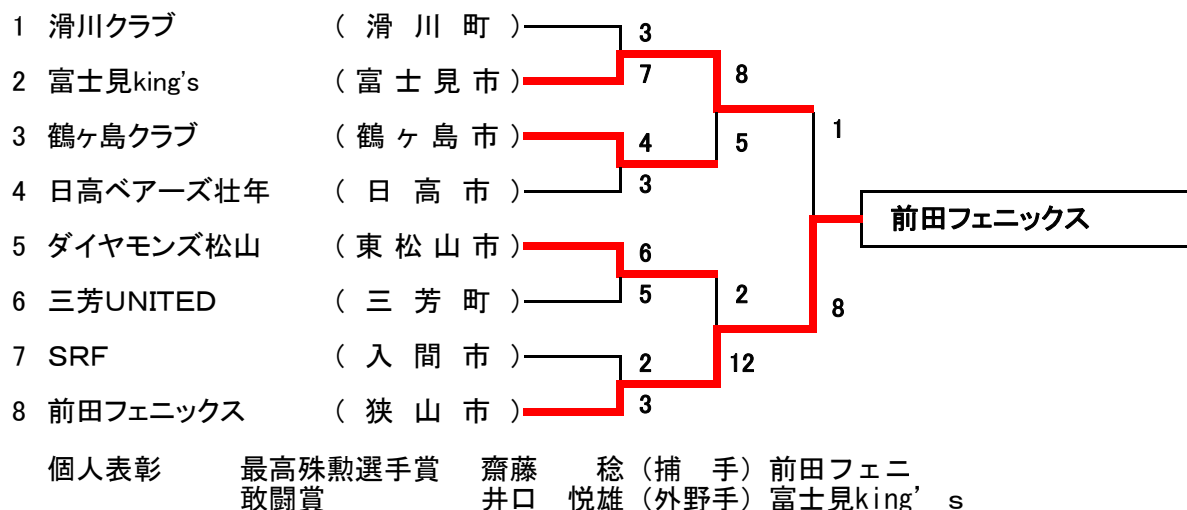 1 滑川クラブ (滑川町) 3
7 8
2 富士見king's (富士見市)
3 鶴ヶ島クラブ (鶴ヶ島市) 4 5 1
4 日高ベアーズ壮年 (日高市) 3
前田フェニックス
5 ダイヤモンズ松山 (東松山市) 6
6 三芳UNITED (三芳町) 5 2 8
7 SRF (入間市) 2 12
8 前田フェニックス (狭山市) 3
個人表彰 最高殊勲選手賞 齋藤 稔 (捕 手) 前田フェニ
敢闘賞 井口 悦雄 (外野手) 富士見king’s